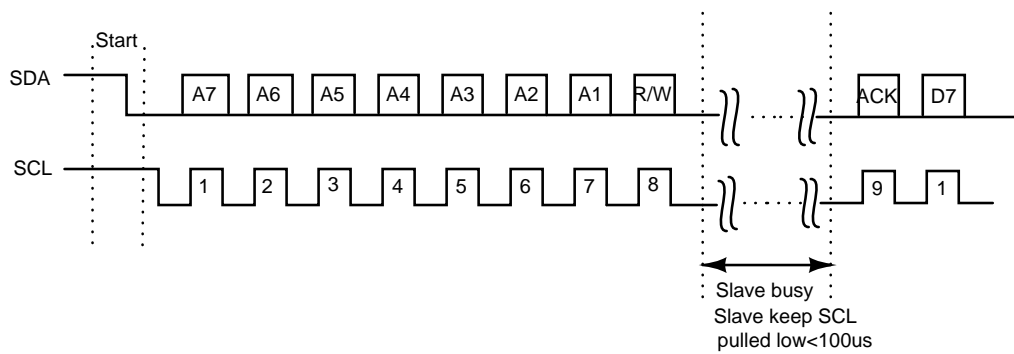 Start
SDA A7 A6 A5 A4 A3 A2 A1 R/W ACK D7
SCL 1 2 3 4 5 6 7 8 9 1
Slave busy
Slave keep SCL
pulled low<100us